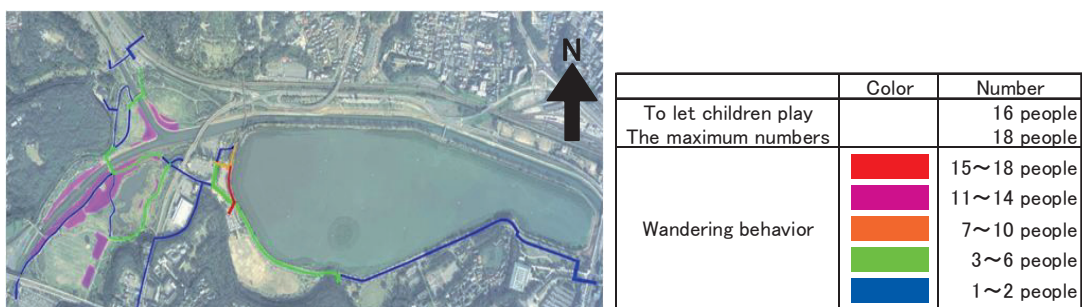 N
Color Number
To let children play 16 people
The maximum numbers 18 people
Wandering behavior
15～18 people
11～14 people
7～10 people
3～6 people
1～2 people